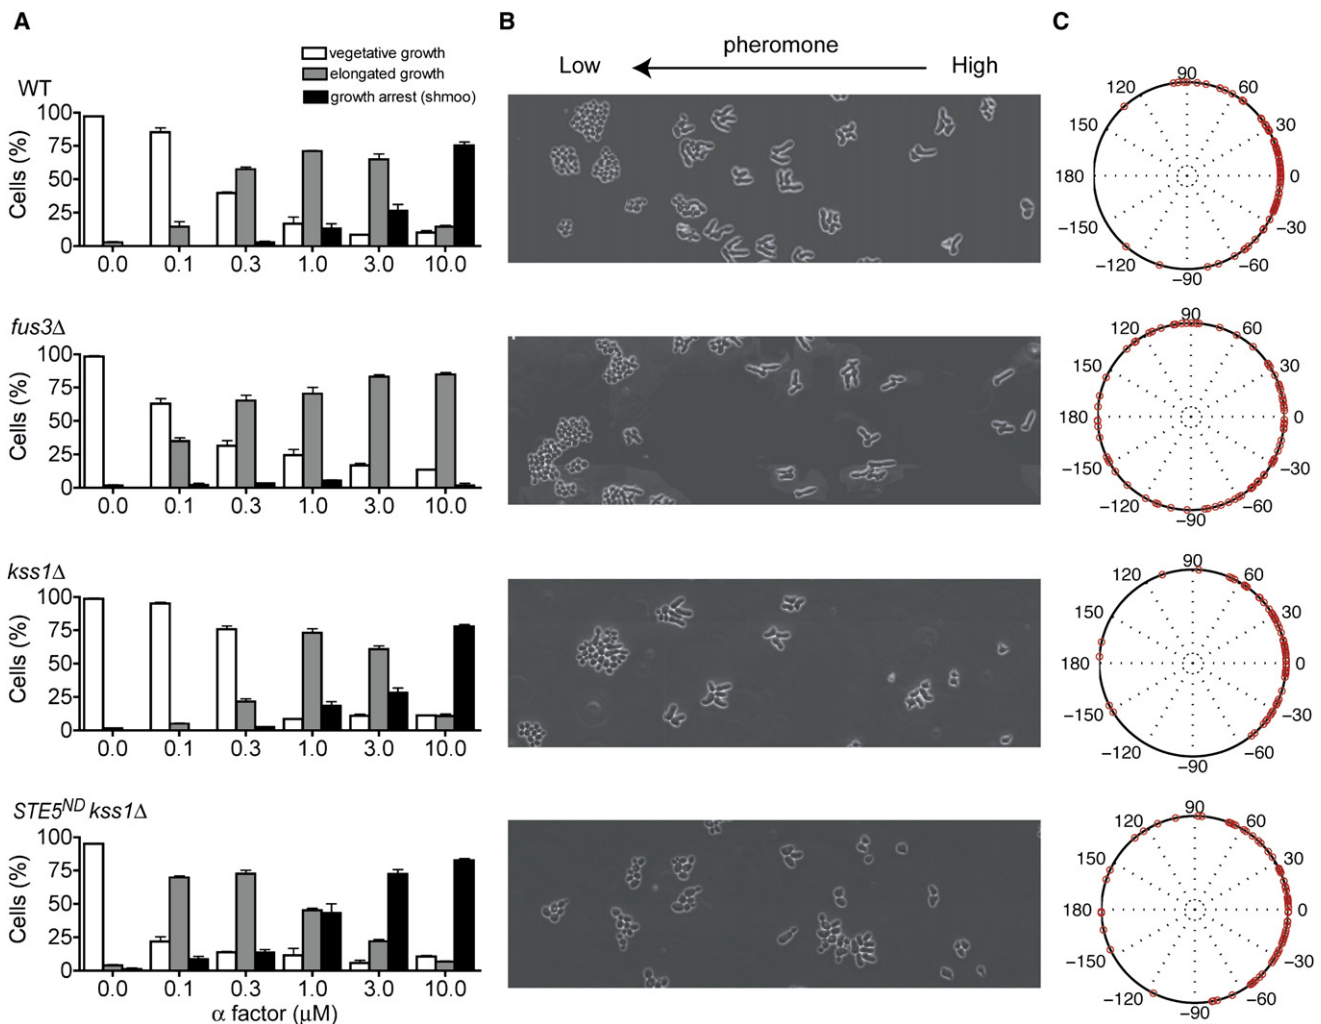 A
B
C
vegetative growth
elongated growth
growth arrest (shmoo)
pheromone
Low
High
WT
Cells (%)
100
75
50
25
0
0.0 0.1 0.3 1.0 3.0 10.0
90
120 60
150 30
180 0
−150 −30
−120 −60
−90
fus3Δ
Cells (%)
100
75
50
25
0
0.0 0.1 0.3 1.0 3.0 10.0
90
120 60
150 30
180 0
−150 −30
−120 −60
−90
kss1Δ
Cells (%)
100
75
50
25
0
0.0 0.1 0.3 1.0 3.0 10.0
90
120 60
150 30
180 0
−150 −30
−120 −60
−90
STE5ᴺᴰ kss1Δ
Cells (%)
100
75
50
25
0
0.0 0.1 0.3 1.0 3.0 10.0
α factor (μM)
90
120 60
150 30
180 0
−150 −30
−120 −60
−90